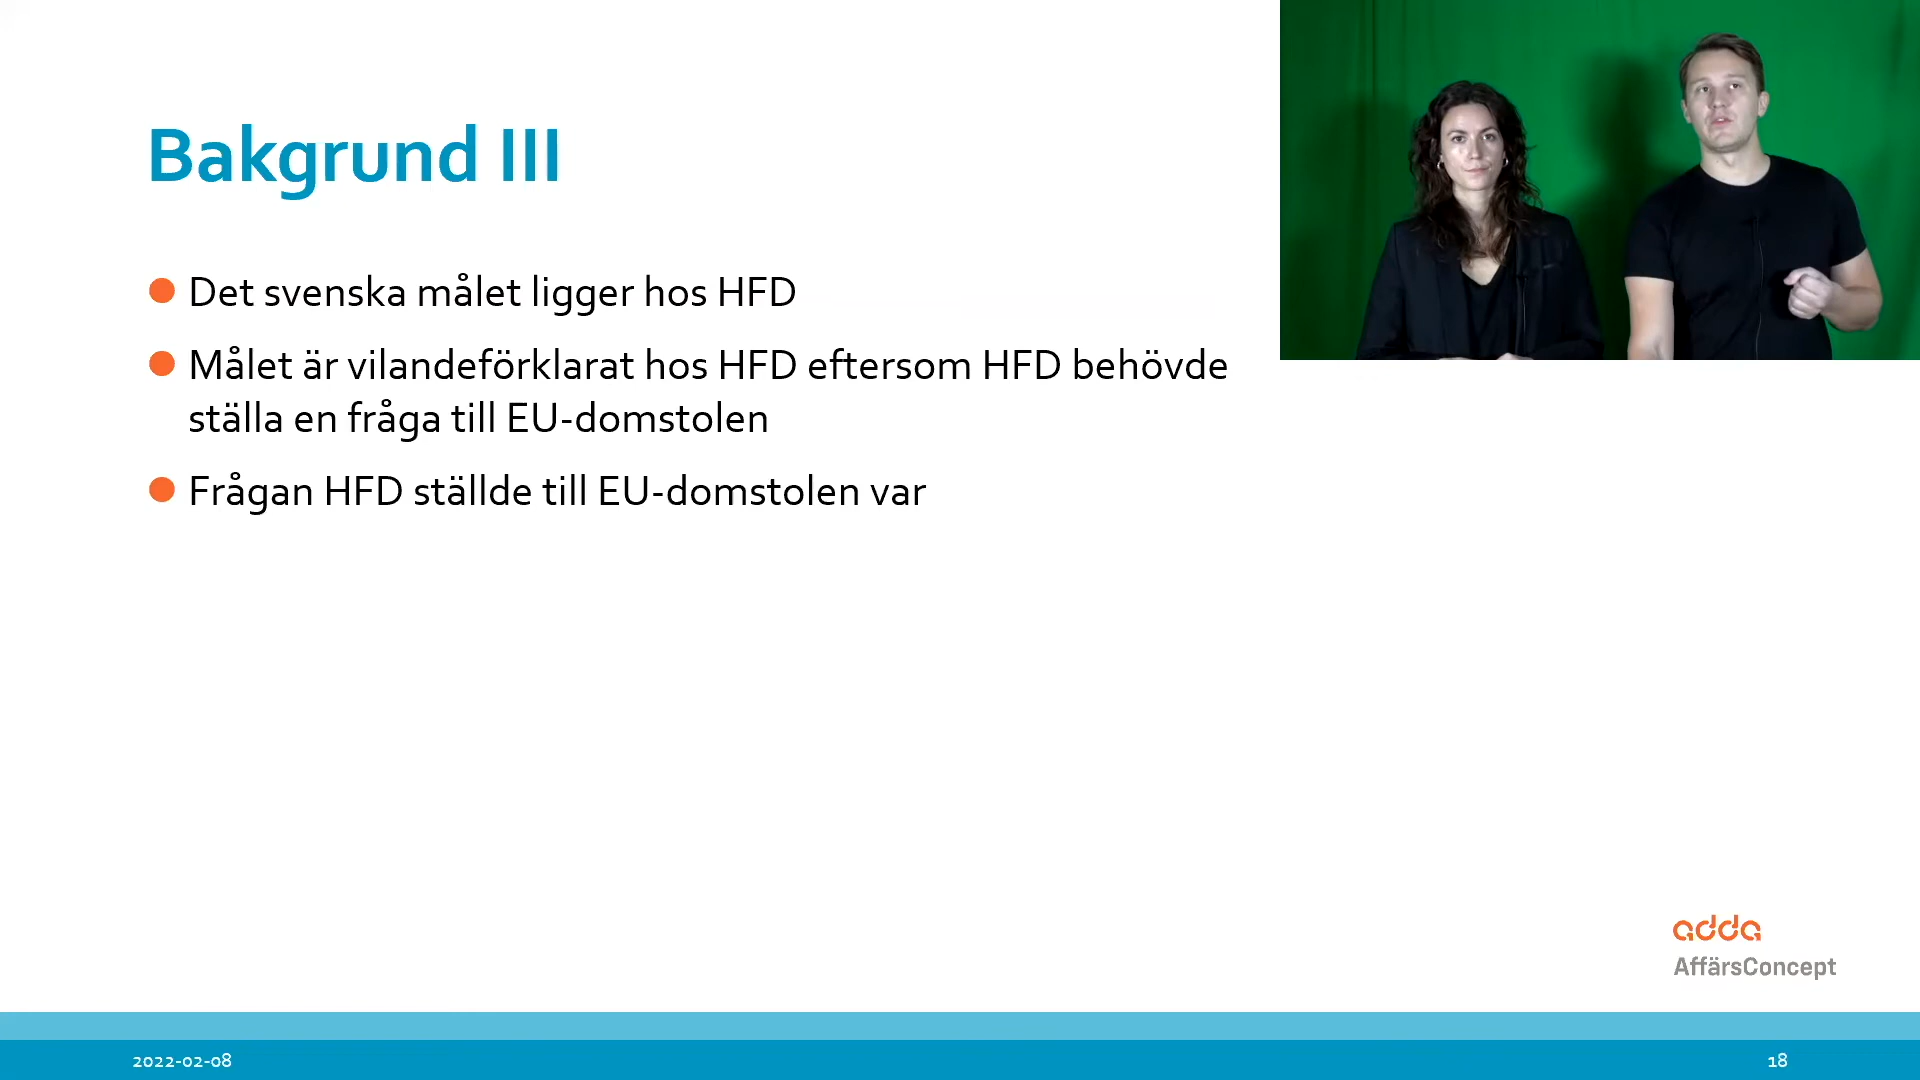 Bakgrund III
Det svenska målet ligger hos HFD
Målet är vilandeförklarat hos HFD eftersom HFD behövde
ställa en fråga till EU-domstolen
Frågan HFD ställde till EU-domstolen var
adda
AffärsConcept
2022-02-08
18